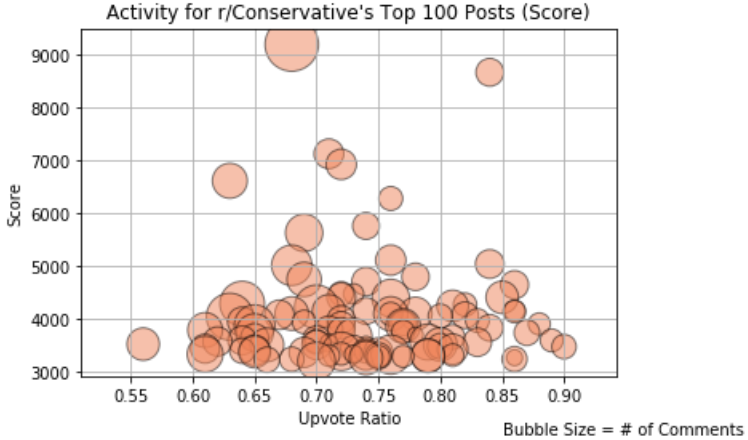 Activity for r/Conservative's Top 100 Posts (Score)
9000
8000
7000
6000
5000
4000
3000
Score
0.55 0.60 0.65 0.70 0.75 0.80 0.85 0.90
Upvote Ratio
Bubble Size = # of Comments